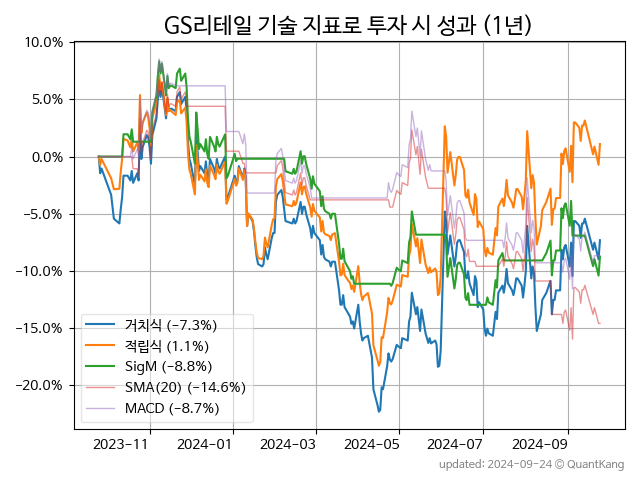 GS리테일 기술 지표로 투자 시 성과 (1년)
10.0%
5.0%
0.0%
−5.0%
−10.0%
−15.0%
−20.0%
거치식 (−7.3%)
적립식 (1.1%)
SigM (−8.8%)
SMA(20) (−14.6%)
MACD (−8.7%)
2023−11 2024−01 2024−03 2024−05 2024−07 2024−09
updated: 2024-09-24 © QuantKang